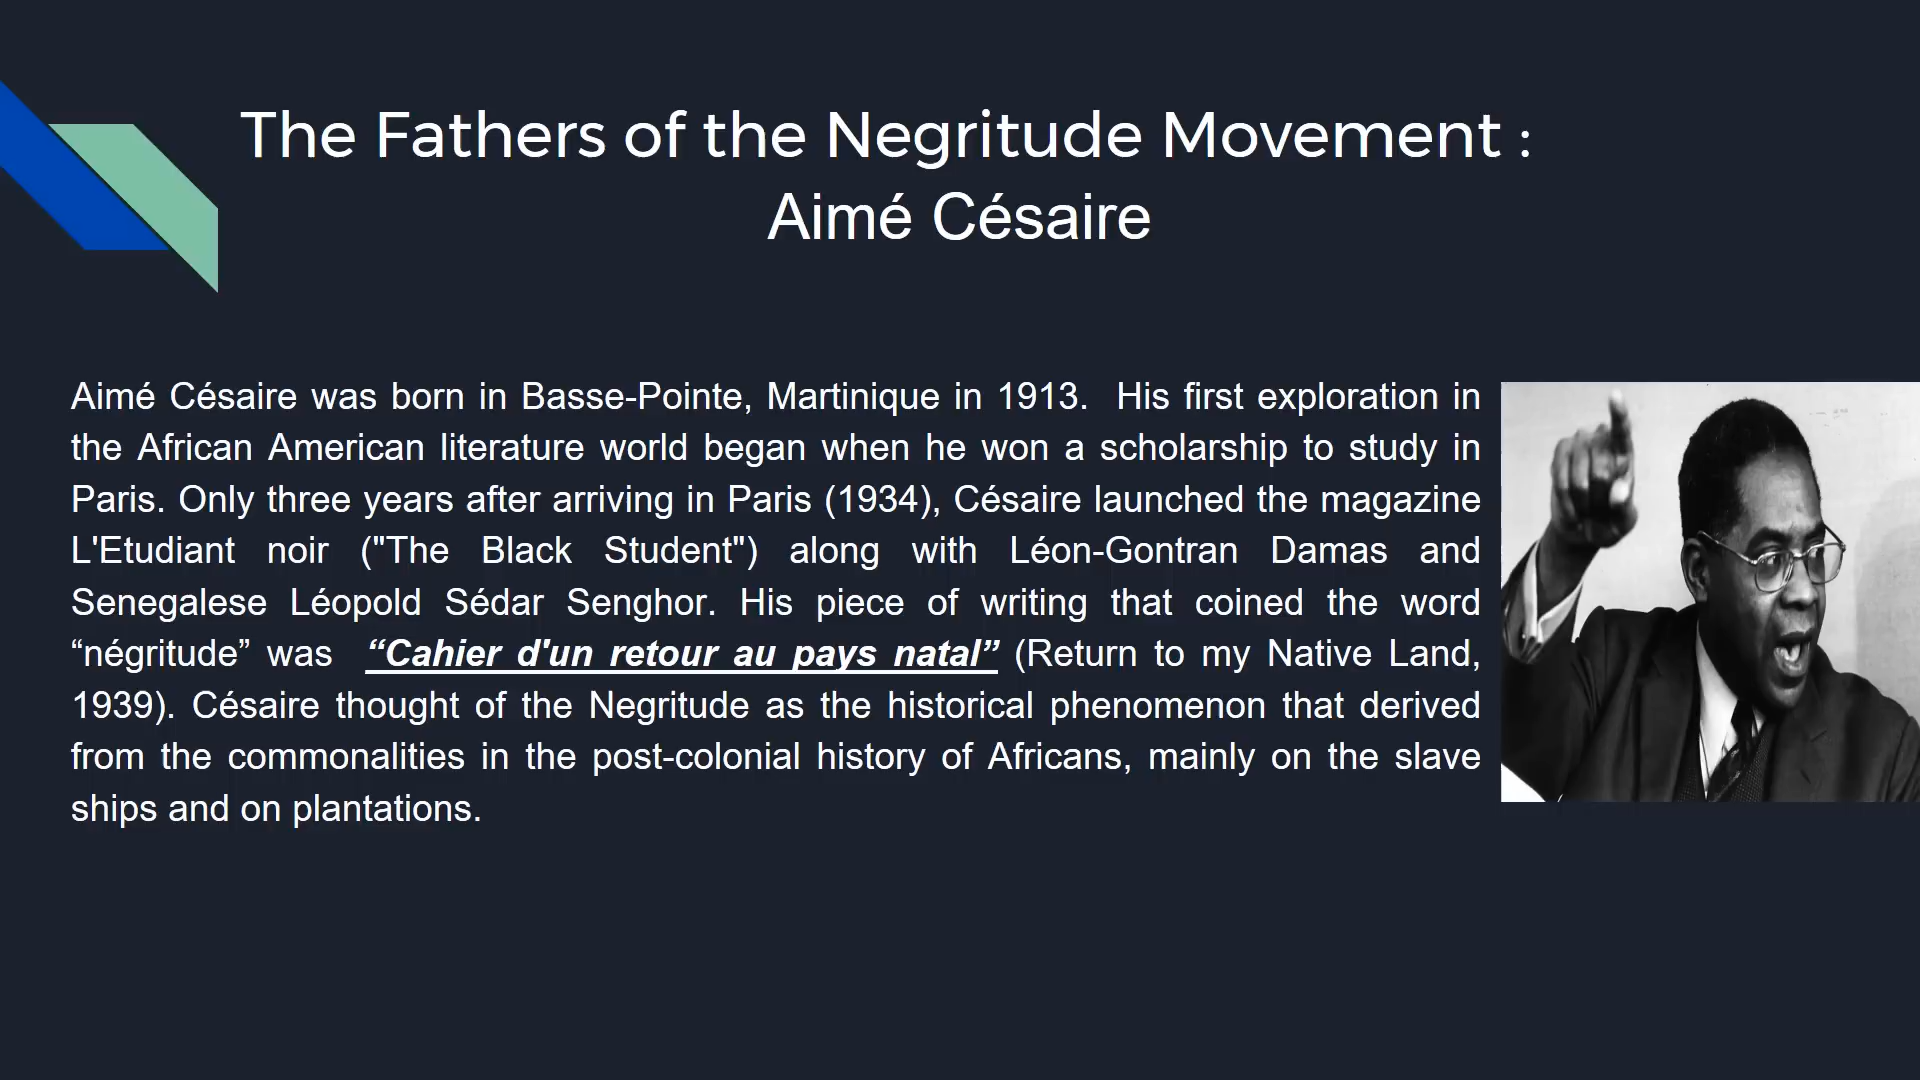 The Fathers of the Negritude Movement :
Aimé Césaire
Aimé Césaire was born in Basse-Pointe, Martinique in 1913.  His first exploration in
the African American literature world began when he won a scholarship to study in
Paris. Only three years after arriving in Paris (1934), Césaire launched the magazine
L'Etudiant noir ("The Black Student") along with Léon-Gontran Damas and
Senegalese Léopold Sédar Senghor. His piece of writing that coined the word
“négritude” was  “Cahier d'un retour au pays natal” (Return to my Native Land,
1939). Césaire thought of the Negritude as the historical phenomenon that derived
from the commonalities in the post-colonial history of Africans, mainly on the slave
ships and on plantations.